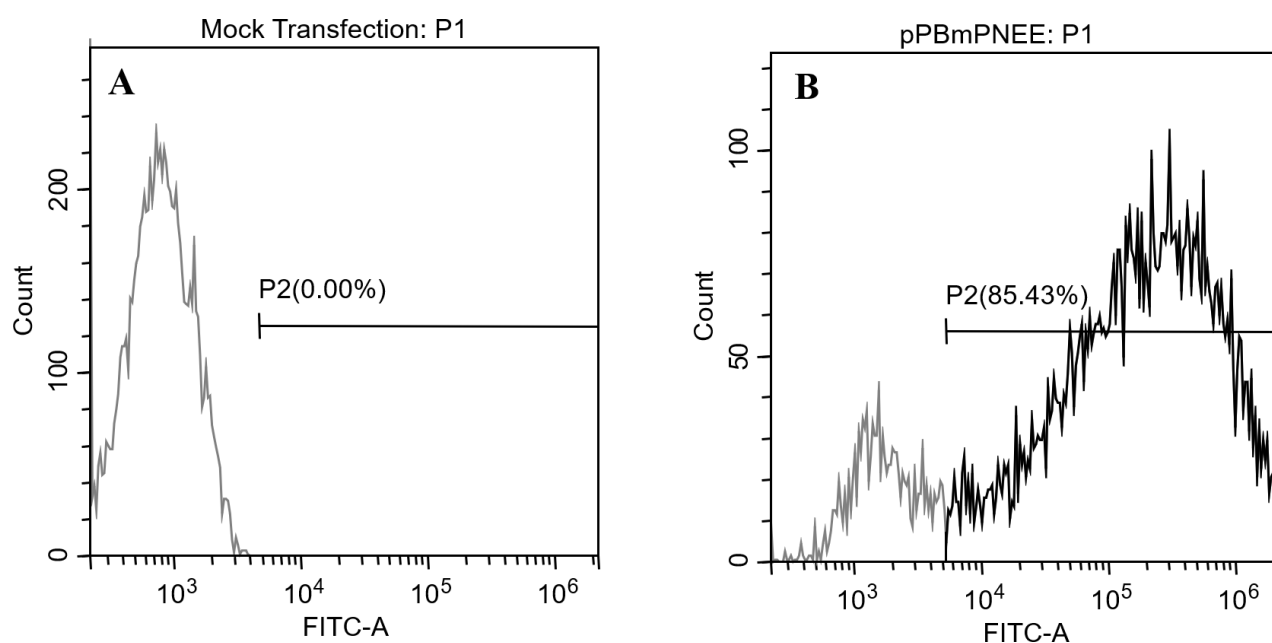 Mock Transfection: P1
A
Count
200
100
0
P2(0.00%)
10³ 10⁴ 10⁵ 10⁶
FITC-A
pPBmPNEE: P1
B
Count
100
50
0
P2(85.43%)
10³ 10⁴ 10⁵ 10⁶
FITC-A